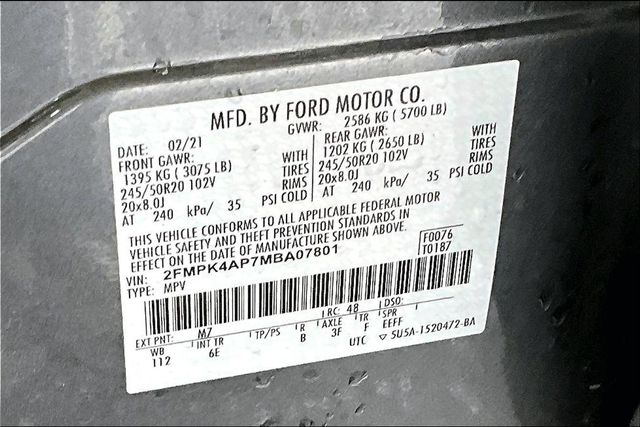 MFD. BY FORD MOTOR CO.
DATE: 02/21 GVWR: 2586 KG ( 5700 LB)
FRONT GAWR: REAR GAWR:
1395 KG ( 3075 LB) WITH 1202 KG ( 2650 LB) WITH
245/50R20 102V TIRES 245/50R20 102V TIRES
20x8.0J RIMS 20x8.0J RIMS
AT 240 kPa/ 35 PSI COLD AT 240 kPa/ 35 PSI COLD
THIS VEHICLE CONFORMS TO ALL APPLICABLE FEDERAL MOTOR
VEHICLE SAFETY AND THEFT PREVENTION STANDARDS IN
EFFECT ON THE DATE OF MANUFACTURE SHOWN ABOVE.
VIN: 2FMPK4AP7MBA07801 F0076
TYPE: MPV T0187
EXT PNT: M7 RC: 48 DSO:
WB INT TR TP/PS R AXLE TR SPR
112 6E B 3F F EEFF
UTC ▽ 5U5A-1520472-BA